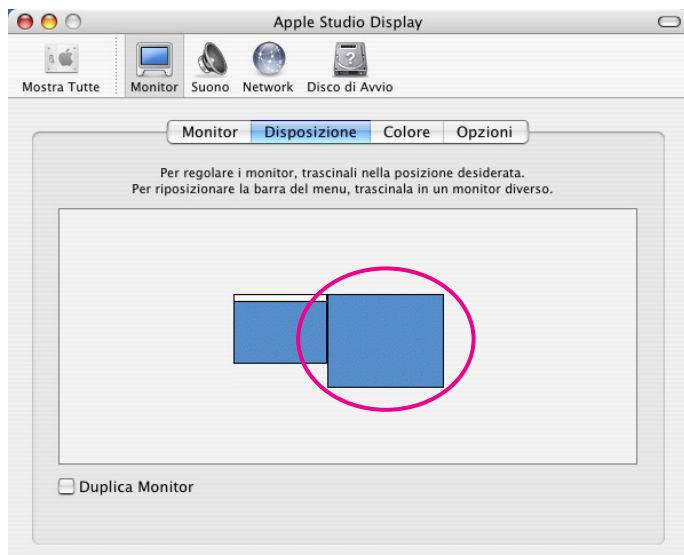 Apple Studio Display
Mostra Tutte Monitor Suono Network Disco di Avvio
Monitor Disposizione Colore Opzioni
Per regolare i monitor, trascinali nella posizione desiderata.
Per riposizionare la barra del menu, trascinala in un monitor diverso.
Duplica Monitor